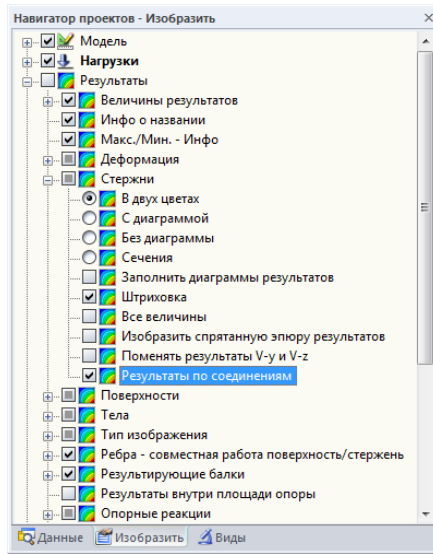 Навигатор проектов - Изобразить
Модель
Нагрузки
Результаты
Величины результатов
Инфо о названии
Макс./Мин. - Инфо
Деформация
Стержни
В двух цветах
С диаграммой
Без диаграммы
Сечения
Заполнить диаграммы результатов
Штриховка
Все величины
Изобразить спрятанную эпюру результатов
Поменять результаты V-y и V-z
Результаты по соединениям
Поверхности
Тела
Тип изображения
Ребра - совместная работа поверхность/стержень
Результирующие балки
Результаты внутри площади опоры
Опорные реакции
Данные Изобразить Виды